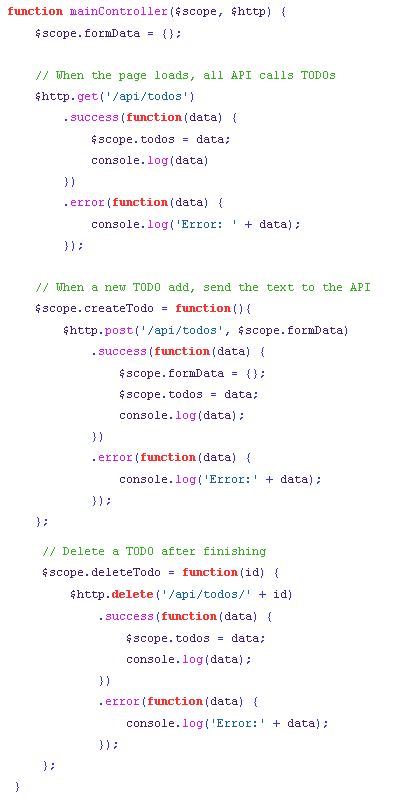 function mainController($scope, $http) {
    $scope.formData = {};

    // When the page loads, all API calls TODOs
    $http.get('/api/todos')
        .success(function(data) {
            $scope.todos = data;
            console.log(data)
        })
        .error(function(data) {
            console.log('Error: ' + data);
        });

    // When a new TODO add, send the text to the API
    $scope.createTodo = function(){
        $http.post('/api/todos', $scope.formData)
            .success(function(data) {
                $scope.formData = {};
                $scope.todos = data;
                console.log(data);
            })
            .error(function(data) {
                console.log('Error:' + data);
            });
    };

     // Delete a TODO after finishing
     $scope.deleteTodo = function(id) {
         $http.delete('/api/todos/' + id)
             .success(function(data) {
                 $scope.todos = data;
                 console.log(data);
             })
             .error(function(data) {
                 console.log('Error:' + data);
             });
     };
 }